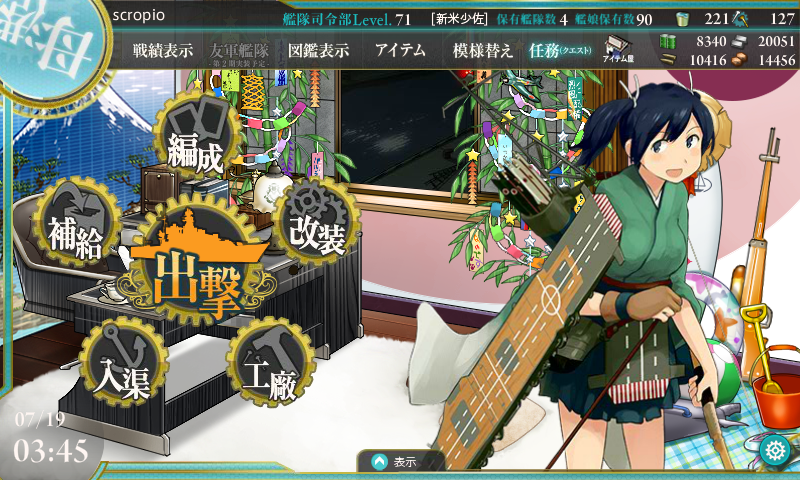 母港
scropio
艦隊司令部Level. 71 [新米少佐] 保有艦隊数 4 艦娘保有数 90 221 127
戦績表示 友軍艦隊 図鑑表示 アイテム 模様替え 任務(クエスト) アイテム屋 8340 20051
-第2期実装予定- 10416 14456
編成
補給
改装
出撃
入渠
工廠
07/19
03:45
表示